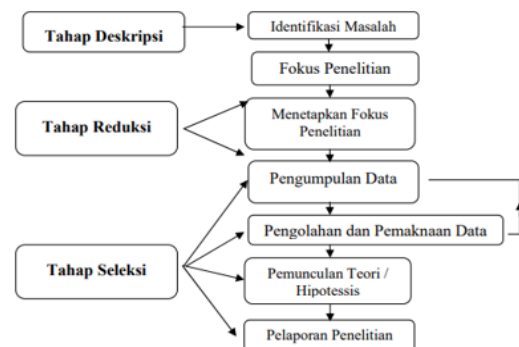 Tahap Deskripsi
Identifikasi Masalah
Fokus Penelitian
Tahap Reduksi
Menetapkan Fokus
Penelitian
Pengumpulan Data
Pengolahan dan Pemaknaan Data
Tahap Seleksi
Pemunculan Teori /
Hipotessis
Pelaporan Penelitian